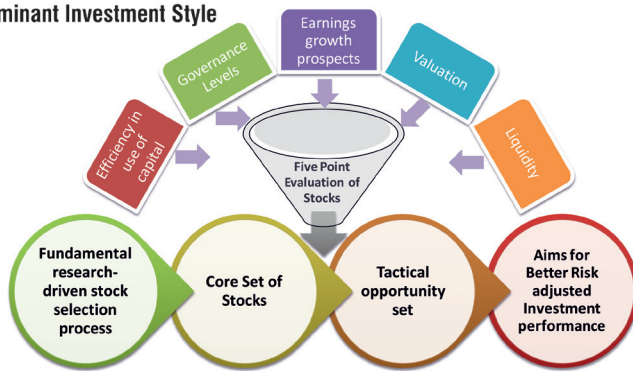 minant Investment Style
Efficiency in
use of
capital
Governance
Levels
Earnings
growth
prospects
Valuation
Liquidity
Five Point
Evaluation of
Stocks
Fundamental
research-
driven stock
selection
process
Core Set of
Stocks
Tactical
opportunity
set
Aims for
Better Risk
adjusted
Investment
performance